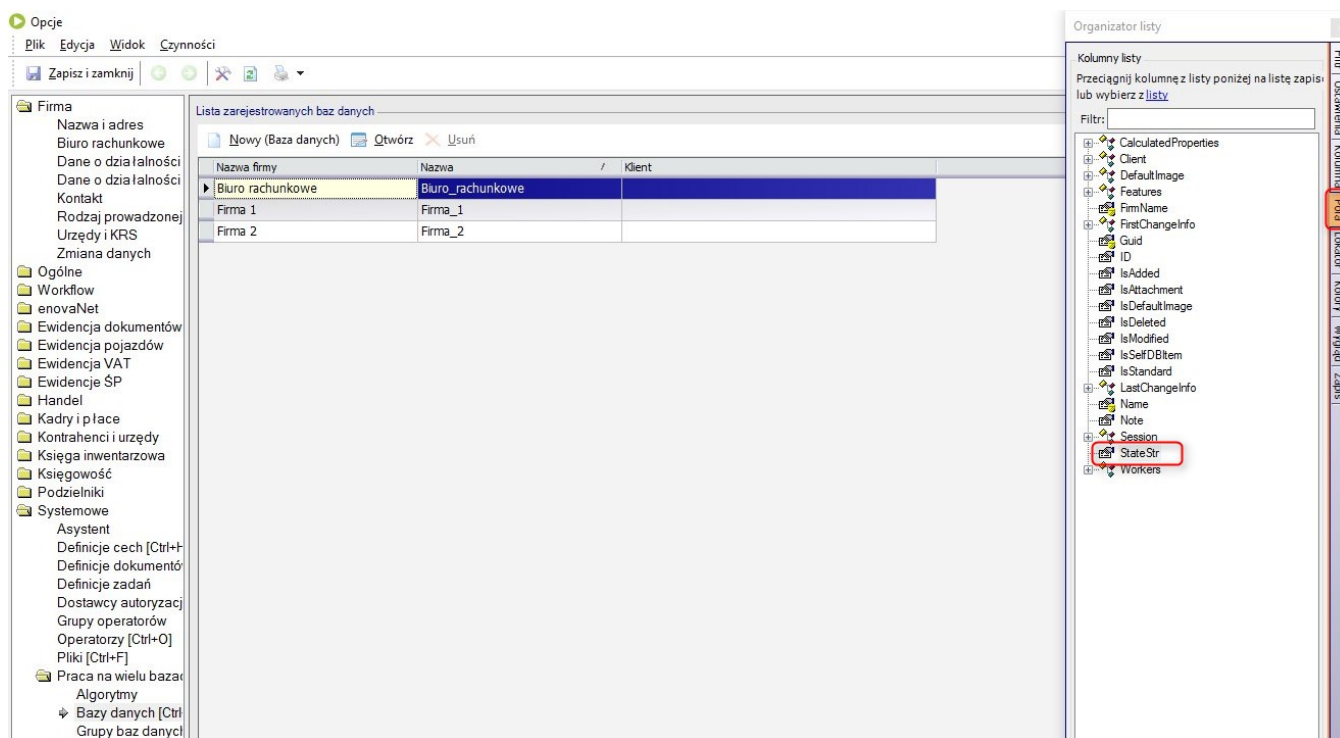 Opcje
Plik Edycja Widok Czynności
Zapisz i zamknij
Firma
Nazwa i adres
Biuro rachunkowe
Dane o działalności
Dane o działalności
Kontakt
Rodzaj prowadzonej
Urzędy i KRS
Zmiana danych
Ogólne
Workflow
enovaNet
Ewidencja dokumentów
Ewidencja pojazdów
Ewidencja VAT
Ewidencje ŚP
Handel
Kadry i płace
Kontrahenci i urzędy
Księga inwentarzowa
Księgowość
Podzielniki
Systemowe
Asystent
Definicje cech [Ctrl+H
Definicje dokumentó
Definicje zadań
Dostawcy autoryzacj
Grupy operatorów
Operatorzy [Ctrl+O]
Pliki [Ctrl+F]
Praca na wielu bazac
Algorytmy
Bazy danych [Ctrl
Grupy baz danych
Lista zarejestrowanych baz danych
Nowy (Baza danych) Otwórz Usuń
Nazwa firmy Nazwa / Klient
Biuro rachunkowe Biuro_rachunkowe
Firma 1 Firma_1
Firma 2 Firma_2
Organizator listy
Kolumny listy
Przeciągnij kolumnę z listy poniżej na listę zapis
lub wybierz z listy
Filtr:
CalculatedProperties
Client
DefaultImage
Features
FirmName
FirstChangeInfo
Guid
ID
IsAdded
IsAttachment
IsDefaultImage
IsDeleted
IsModified
IsSelfDBItem
IsStandard
LastChangeInfo
Name
Note
Session
StateStr
Workers
Ustawienia
Kolumna
Pola
Lokator
Kolory
Wygląd
Zapis